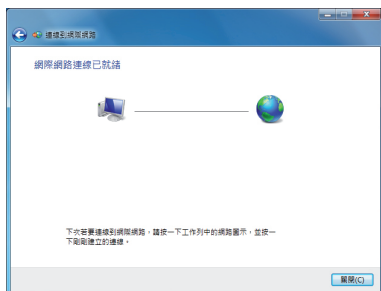 連線到網際網路
網際網路連線已就緒
下次若要連線到網際網路，請按一下工作列中的網路圖示，並按一
下剛剛建立的連線。
關閉(C)